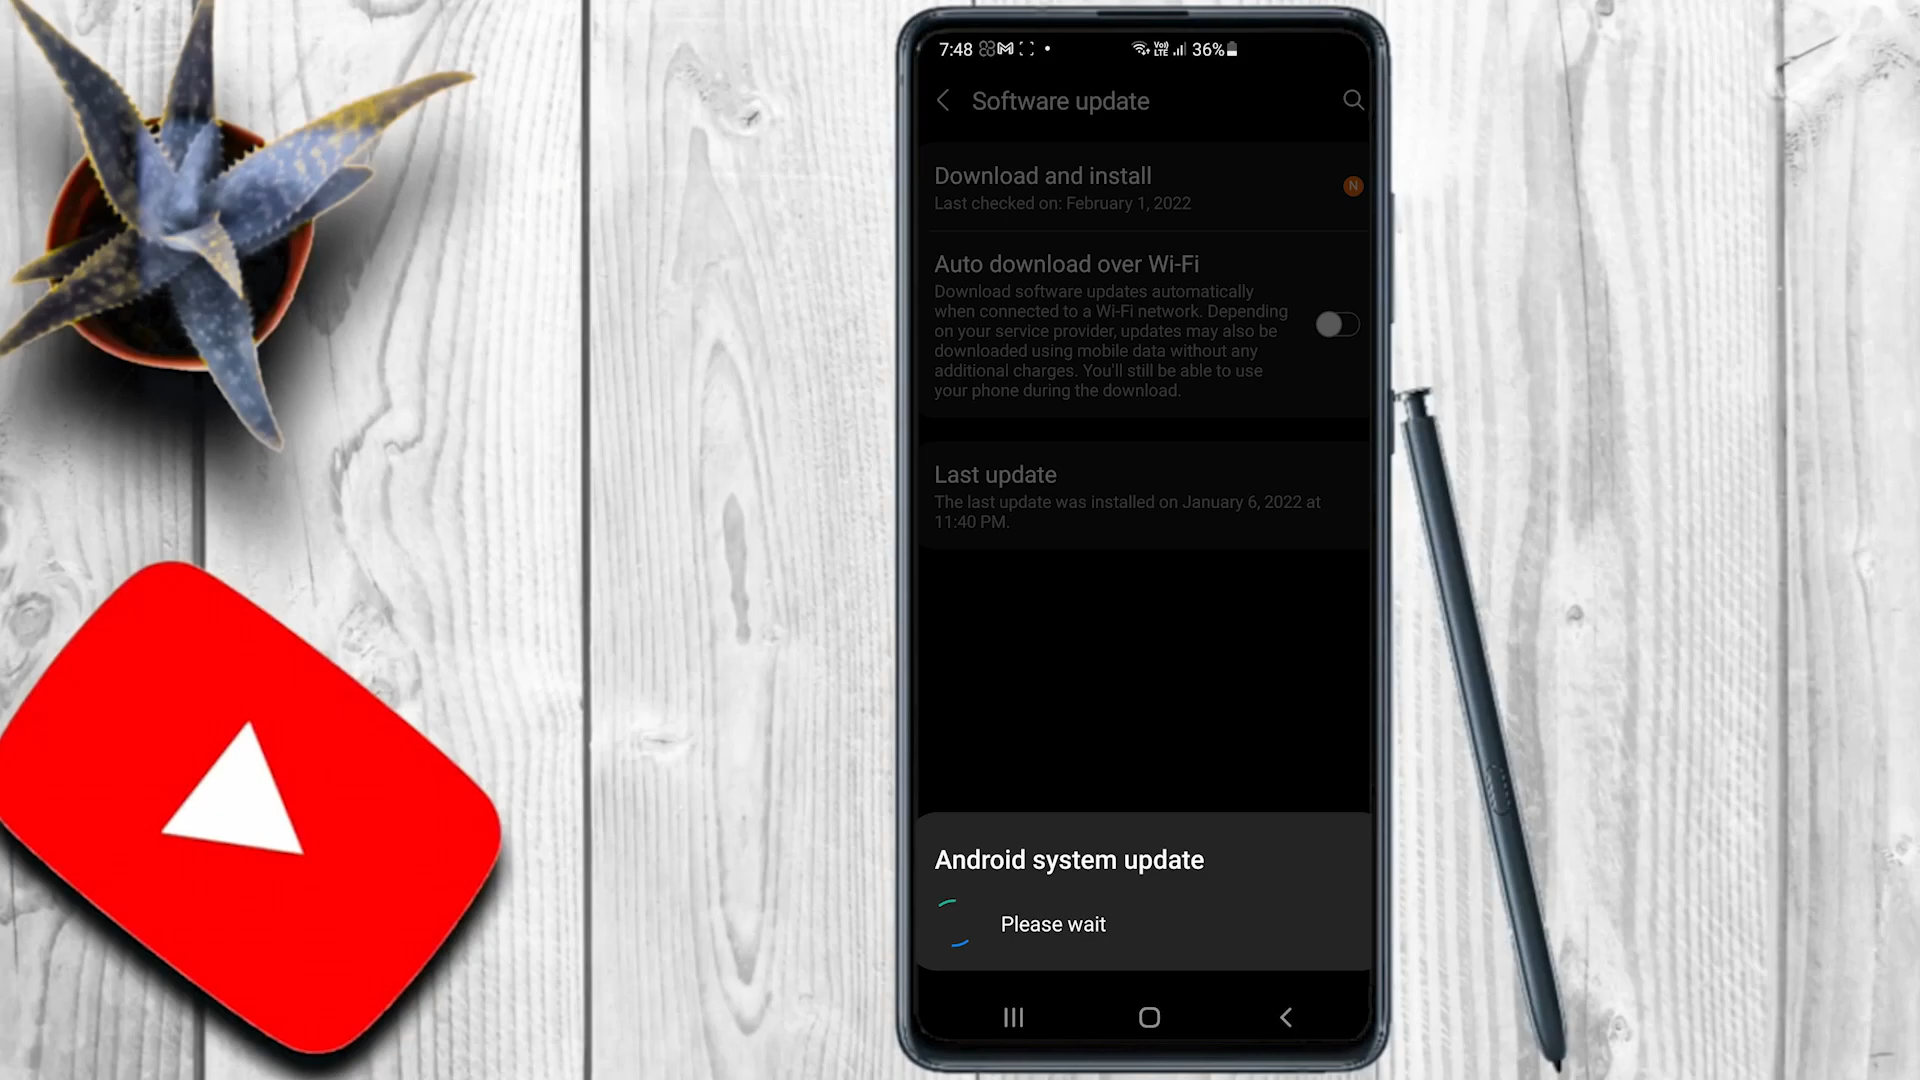 7:48 VoD LTE 36%
Software update
Download and install
Last checked on: February 1, 2022
N
Auto download over Wi-Fi
Download software updates automatically
when connected to a Wi-Fi network. Depending
on your service provider, updates may also be
downloaded using mobile data without any
additional charges. You'll still be able to use
your phone during the download.
Last update
The last update was installed on January 6, 2022 at
11:40 PM.
Android system update
Please wait